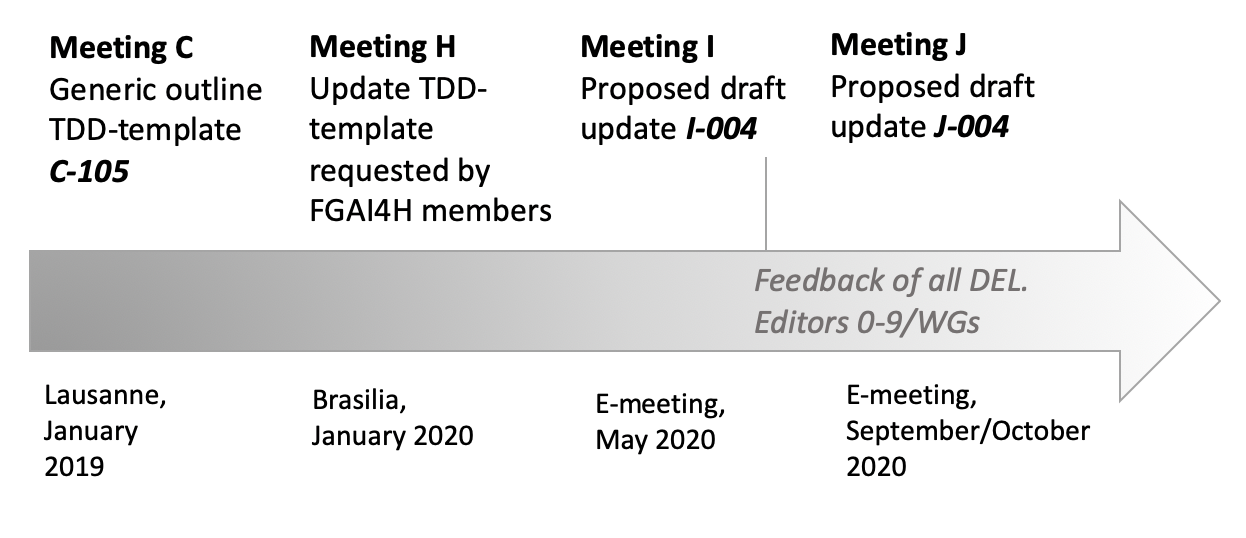 Meeting C
Generic outline
TDD-template
C-105
Meeting H
Update TDD-
template
requested by
FGAI4H members
Meeting I
Proposed draft
update I-004
Meeting J
Proposed draft
update J-004
Feedback of all DEL.
Editors 0-9/WGs
Lausanne,
January
2019
Brasilia,
January 2020
E-meeting,
May 2020
E-meeting,
September/October
2020